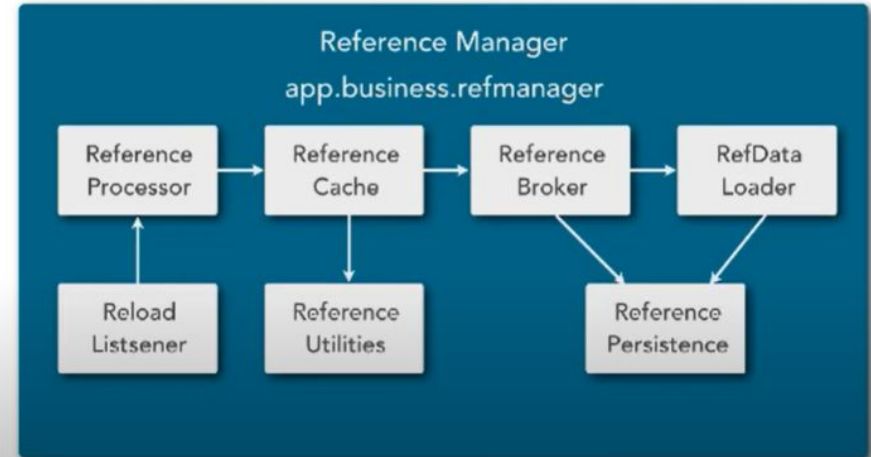 Reference Manager
app.business.refmanager
Reference
Processor
Reference
Cache
Reference
Broker
RefData
Loader
Reload
Listsener
Reference
Utilities
Reference
Persistence